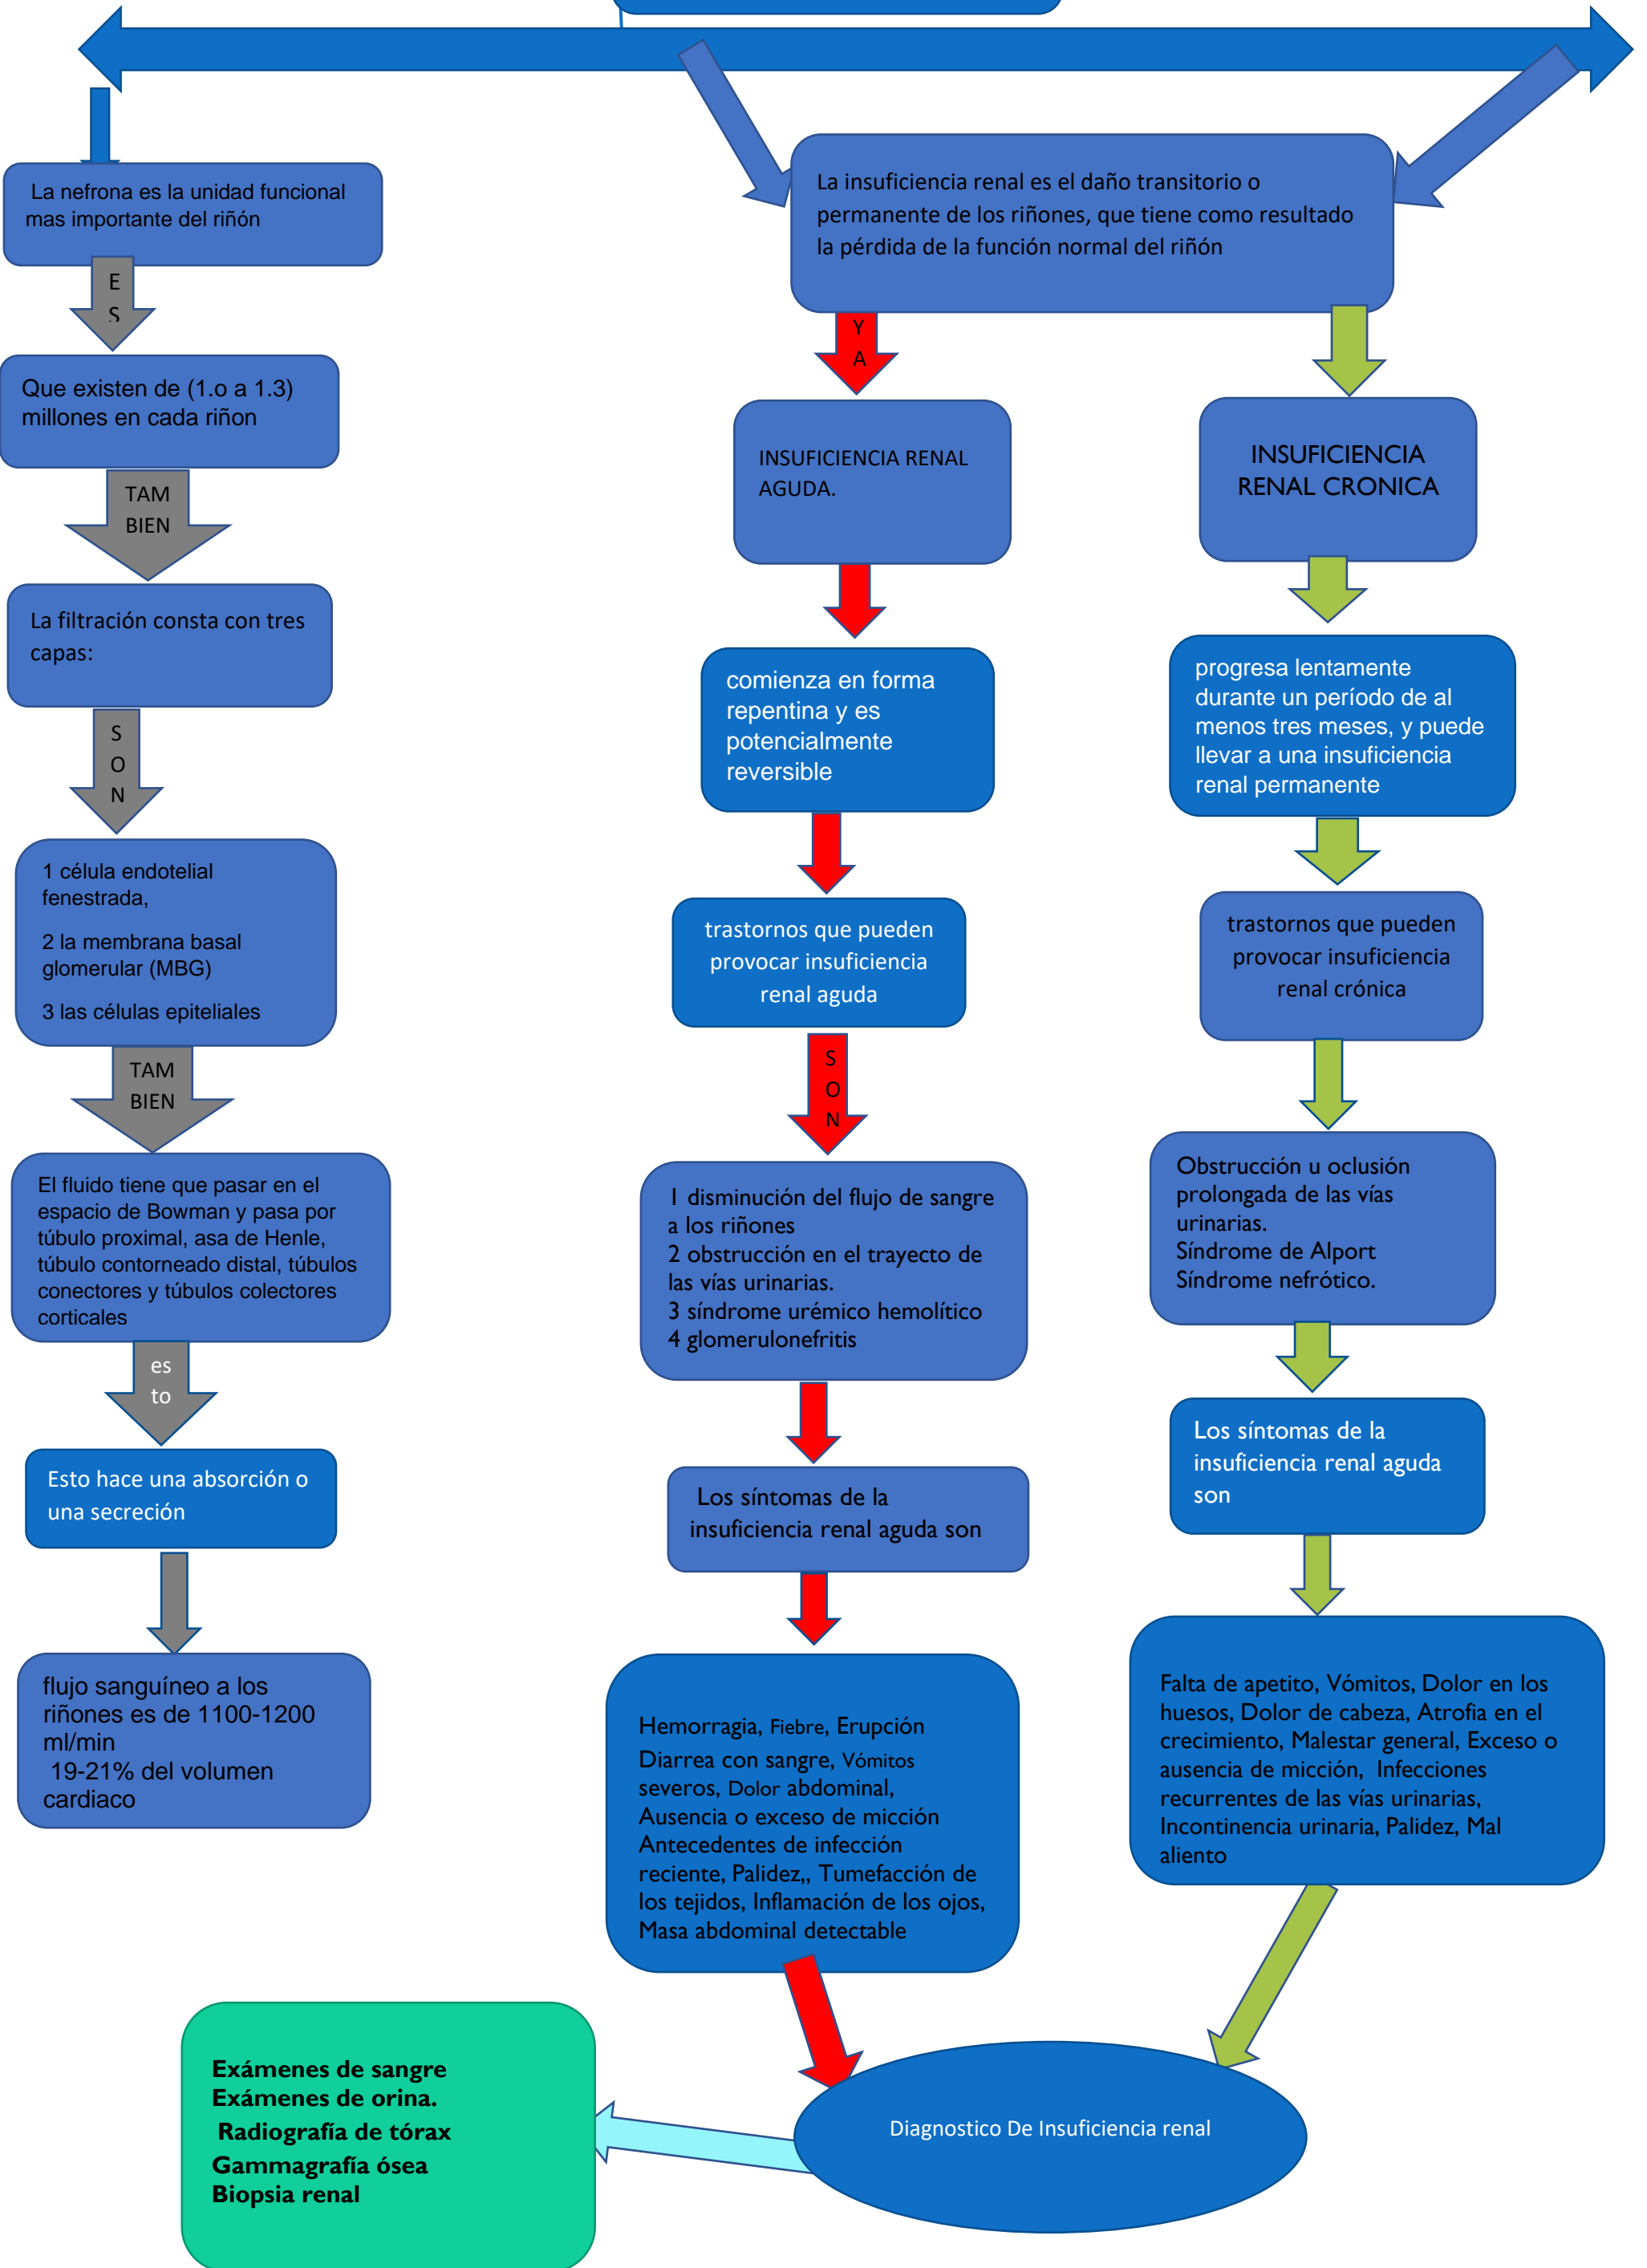 La nefrona es la unidad funcional
mas importante del riñón
E
S
Que existen de (1.o a 1.3)
millones en cada riñon
TAM
BIEN
La filtración consta con tres
capas:
S
O
N
1 célula endotelial
fenestrada,
2 la membrana basal
glomerular (MBG)
3 las células epiteliales
TAM
BIEN
El fluido tiene que pasar en el
espacio de Bowman y pasa por
túbulo proximal, asa de Henle,
túbulo contorneado distal, túbulos
conectores y túbulos colectores
corticales
es
to
Esto hace una absorción o
una secreción
flujo sanguíneo a los
riñones es de 1100-1200
ml/min
19-21% del volumen
cardiaco
La insuficiencia renal es el daño transitorio o
permanente de los riñones, que tiene como resultado
la pérdida de la función normal del riñón
Y
A
INSUFICIENCIA RENAL
AGUDA.
comienza en forma
repentina y es
potencialmente
reversible
trastornos que pueden
provocar insuficiencia
renal aguda
S
O
N
1 disminución del flujo de sangre
a los riñones
2 obstrucción en el trayecto de
las vías urinarias.
3 síndrome urémico hemolítico
4 glomerulonefritis
Los síntomas de la
insuficiencia renal aguda son
Hemorragia, Fiebre, Erupción
Diarrea con sangre, Vómitos
severos, Dolor abdominal,
Ausencia o exceso de micción
Antecedentes de infección
reciente, Palidez,, Tumefacción de
los tejidos, Inflamación de los ojos,
Masa abdominal detectable
INSUFICIENCIA
RENAL CRONICA
progresa lentamente
durante un período de al
menos tres meses, y puede
llevar a una insuficiencia
renal permanente
trastornos que pueden
provocar insuficiencia
renal crónica
Obstrucción u oclusión
prolongada de las vías
urinarias.
Síndrome de Alport
Síndrome nefrótico.
Los síntomas de la
insuficiencia renal aguda
son
Falta de apetito, Vómitos, Dolor en los
huesos, Dolor de cabeza, Atrofia en el
crecimiento, Malestar general, Exceso o
ausencia de micción, Infecciones
recurrentes de las vías urinarias,
Incontinencia urinaria, Palidez, Mal
aliento
Diagnostico De Insuficiencia renal
Exámenes de sangre
Exámenes de orina.
Radiografía de tórax
Gammagrafía ósea
Biopsia renal